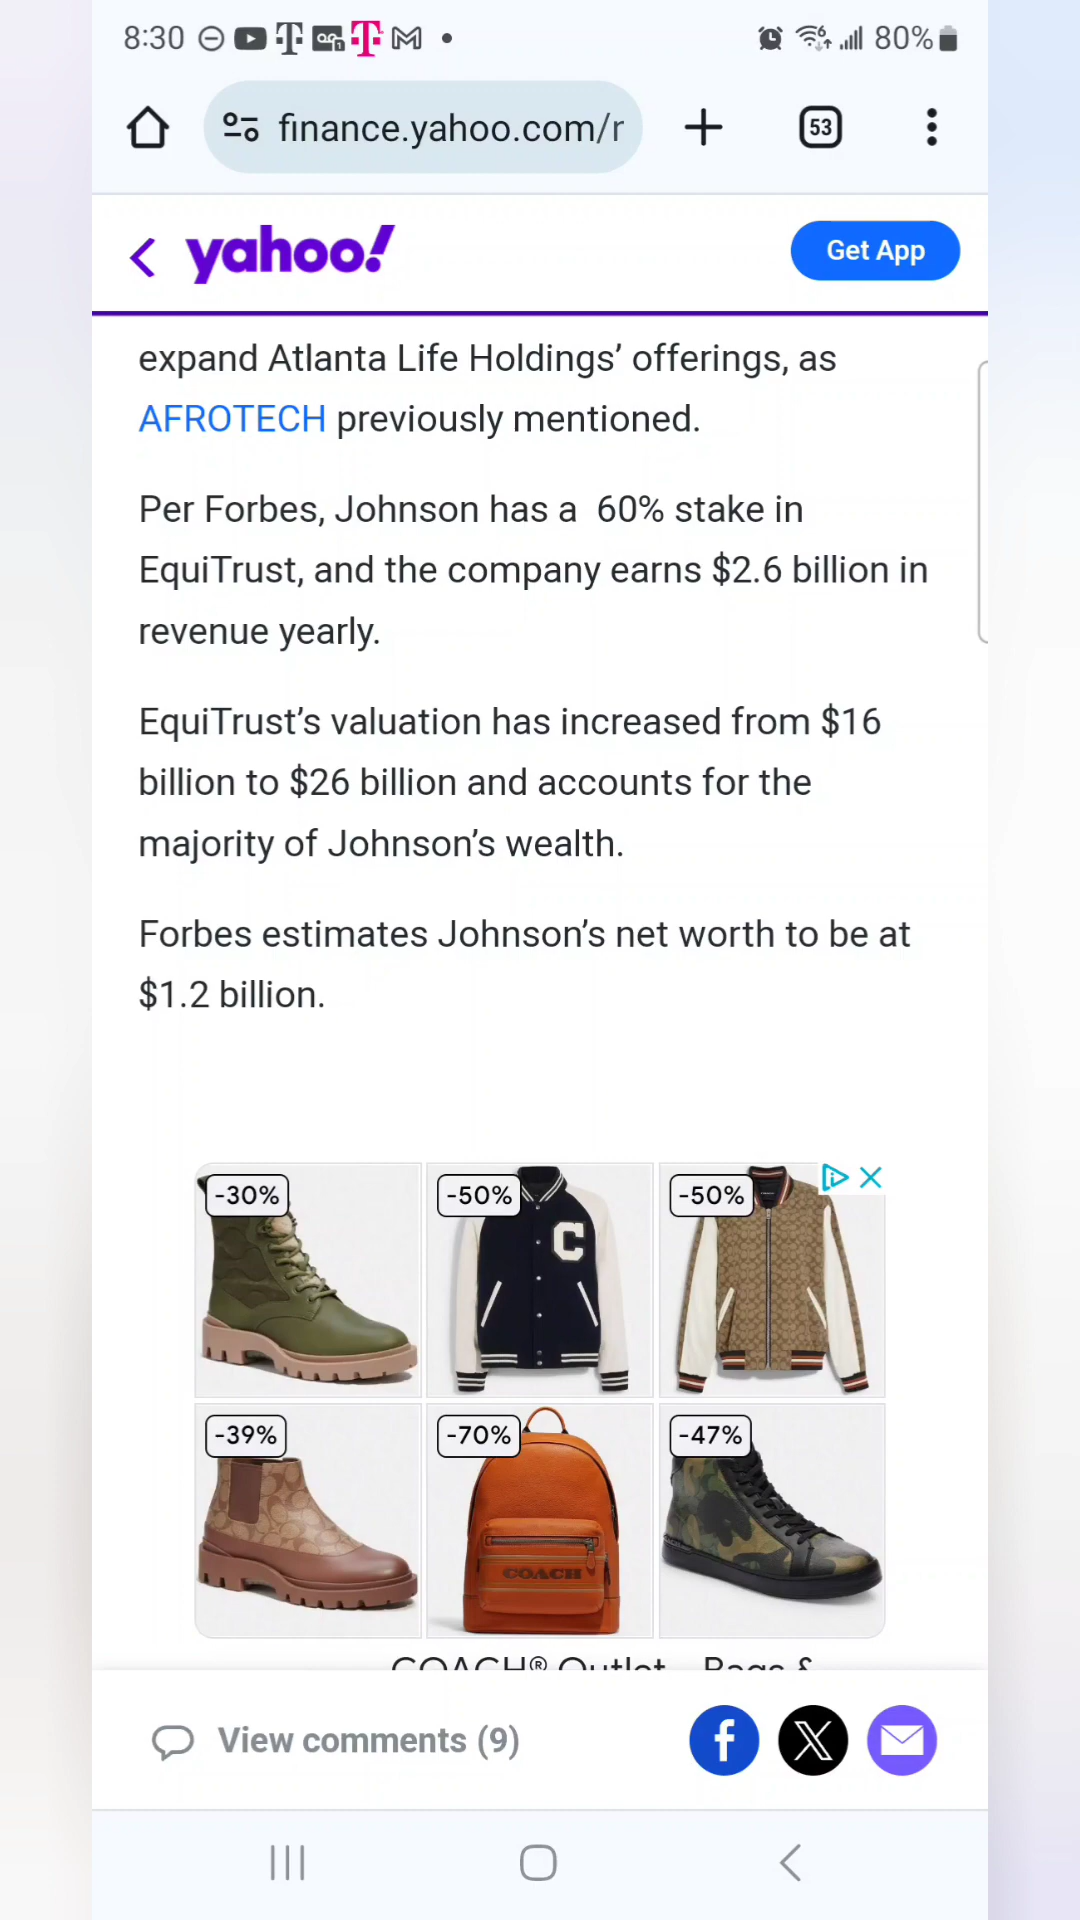 8:30
80%
finance.yahoo.com/r
53
yahoo!
Get App
expand Atlanta Life Holdings’ offerings, as
AFROTECH previously mentioned.
Per Forbes, Johnson has a 60% stake in
EquiTrust, and the company earns $2.6 billion in
revenue yearly.
EquiTrust’s valuation has increased from $16
billion to $26 billion and accounts for the
majority of Johnson’s wealth.
Forbes estimates Johnson’s net worth to be at
$1.2 billion.
-30%
-50%
-50%
C
-39%
-70%
-47%
COACH
COACH® Outlet - Bags &
View comments (9)